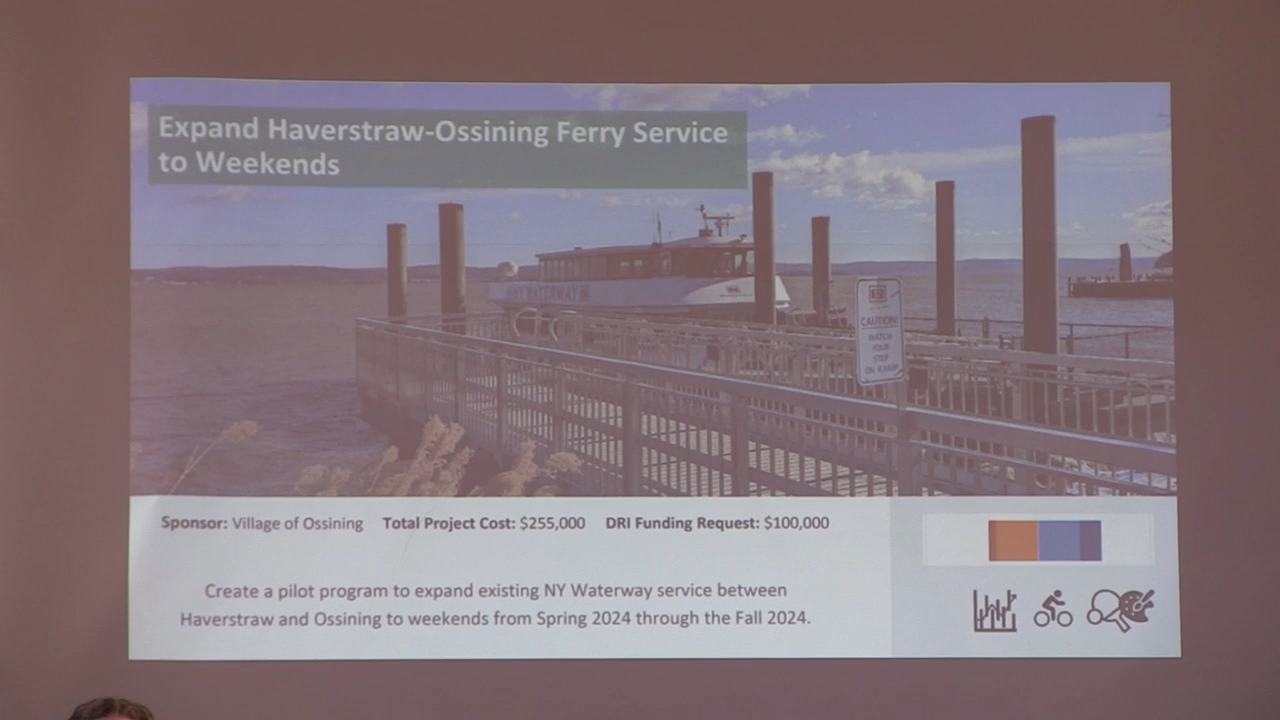 Expand Haverstraw-Ossining Ferry Service
to Weekends
NY WATERWAY
CAUTION!
WATCH
YOUR
STEP
ON RAMP
Sponsor: Village of Ossining Total Project Cost: $255,000 DRI Funding Request: $100,000
Create a pilot program to expand existing NY Waterway service between
Haverstraw and Ossining to weekends from Spring 2024 through the Fall 2024.